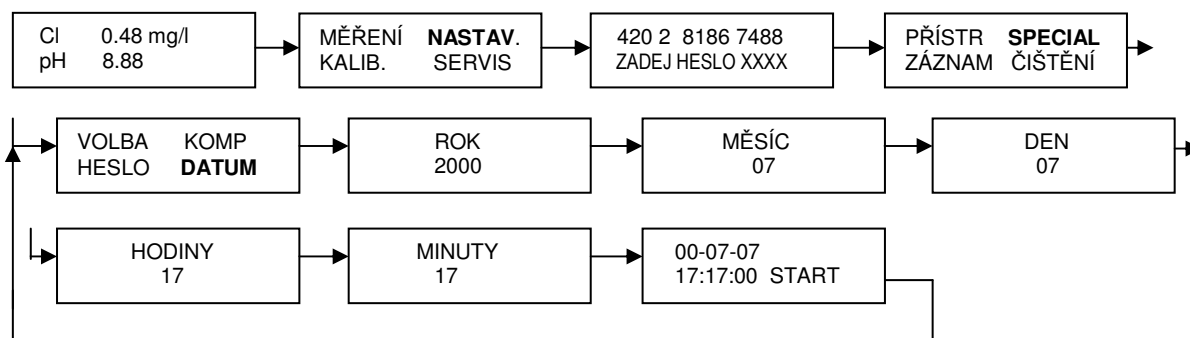 Cl 0.48 mg/l
pH 8.88
MĚŘENÍ NASTAV.
KALIB. SERVIS
420 2 8186 7488
ZADEJ HESLO XXXX
PŘÍSTR SPECIAL
ZÁZNAM ČIŠTĚNÍ
VOLBA KOMP
HESLO DATUM
ROK
2000
MĚSÍC
07
DEN
07
HODINY
17
MINUTY
17
00-07-07
17:17:00 START